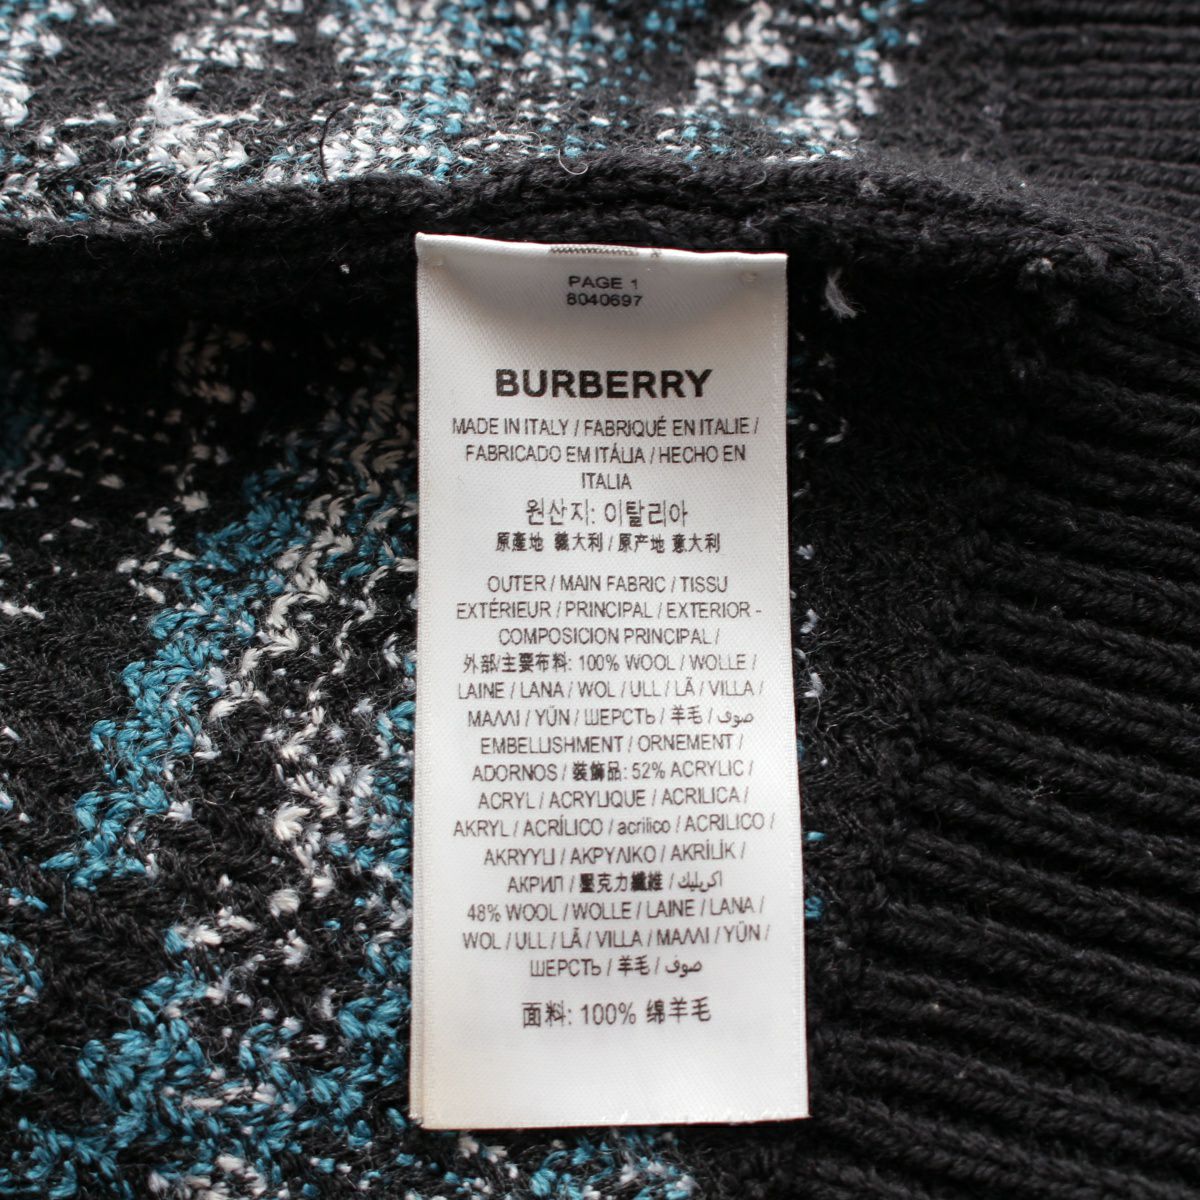 PAGE 1
8040697
BURBERRY
MADE IN ITALY / FABRIQUÉ EN ITALIE /
FABRICADO EM ITÁLIA / HECHO EN
ITALIA
원산지: 이탈리아
原產地 義大利 / 原产地 意大利
OUTER / MAIN FABRIC / TISSU
EXTÉRIEUR / PRINCIPAL / EXTERIOR -
COMPOSICION PRINCIPAL /
外部/主要布料: 100% WOOL / WOLLE /
LAINE / LANA / WOL / ULL / LÃ / VILLA /
ΜΑΛΛΙ / YÜN / ШЕРСТЬ / 羊毛 / صوف /
EMBELLISHMENT / ORNEMENT /
ADORNOS / 裝飾品: 52% ACRYLIC /
ACRYL / ACRYLIQUE / ACRILICA /
AKRYL / ACRÍLICO / acrilico / ACRILICO /
AKRYYLI / ΑΚΡΥΛΙΚΟ / AKRİLİK /
АКРИЛ / 壓克力纖維 / اكريليك /
48% WOOL / WOLLE / LAINE / LANA /
WOL / ULL / LÃ / VILLA / ΜΑΛΛΙ / YÜN /
ШЕРСТЬ / 羊毛 / صوف
面料: 100% 绵羊毛